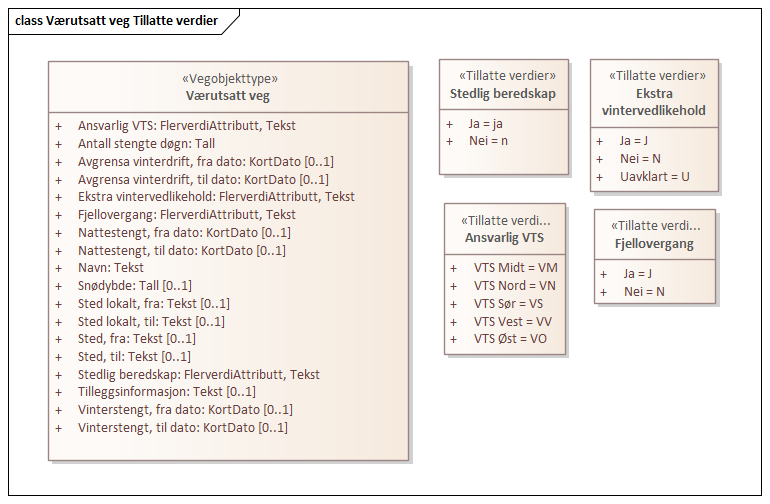 class Værutsatt veg Tillatte verdier
«Vegobjekttype»
Værutsatt veg
+ Ansvarlig VTS: FlerverdiAttributt, Tekst
+ Antall stengte døgn: Tall
+ Avgrensa vinterdrift, fra dato: KortDato [0..1]
+ Avgrensa vinterdrift, til dato: KortDato [0..1]
+ Ekstra vintervedlikehold: FlerverdiAttributt, Tekst
+ Fjellovergang: FlerverdiAttributt, Tekst
+ Nattestengt, fra dato: KortDato [0..1]
+ Nattestengt, til dato: KortDato [0..1]
+ Navn: Tekst
+ Snødybde: Tall [0..1]
+ Sted lokalt, fra: Tekst [0..1]
+ Sted lokalt, til: Tekst [0..1]
+ Sted, fra: Tekst [0..1]
+ Sted, til: Tekst [0..1]
+ Stedlig beredskap: FlerverdiAttributt, Tekst
+ Tilleggsinformasjon: Tekst [0..1]
+ Vinterstengt, fra dato: KortDato [0..1]
+ Vinterstengt, til dato: KortDato [0..1]
«Tillatte verdier»
Stedlig beredskap
+ Ja = ja
+ Nei = n
«Tillatte verdier»
Ekstra
vintervedlikehold
+ Ja = J
+ Nei = N
+ Uavklart = U
«Tillatte verdi...
Ansvarlig VTS
+ VTS Midt = VM
+ VTS Nord = VN
+ VTS Sør = VS
+ VTS Vest = VV
+ VTS Øst = VO
«Tillatte verdi...
Fjellovergang
+ Ja = J
+ Nei = N